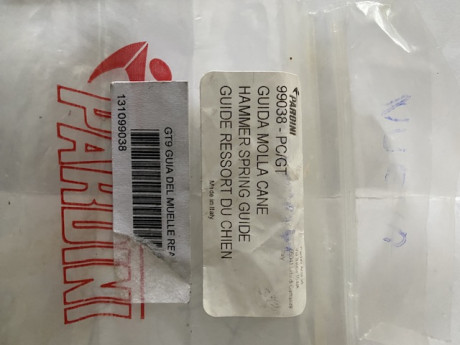 PARDINI
131099038
GT9 GUIA DEL MUELLE REA
PARDINI
99038 - PC/GT
GUIDA MOLLA CANE
HAMMER SPRING GUIDE
GUIDE RESSORT DU CHIEN
Made in Italy